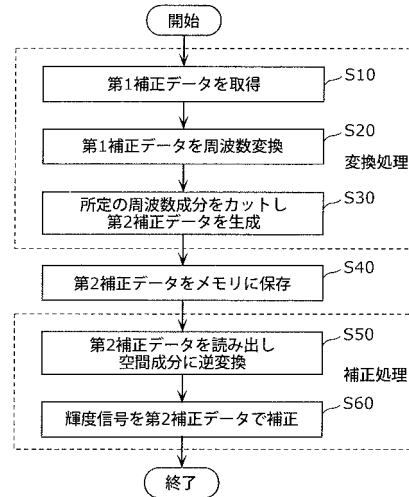 開始
第1補正データを取得
S10
第1補正データを周波数変換
S20
変換処理
所定の周波数成分をカットし
第2補正データを生成
S30
第2補正データをメモリに保存
S40
第2補正データを読み出し
空間成分に逆変換
S50
補正処理
輝度信号を第2補正データで補正
S60
終了